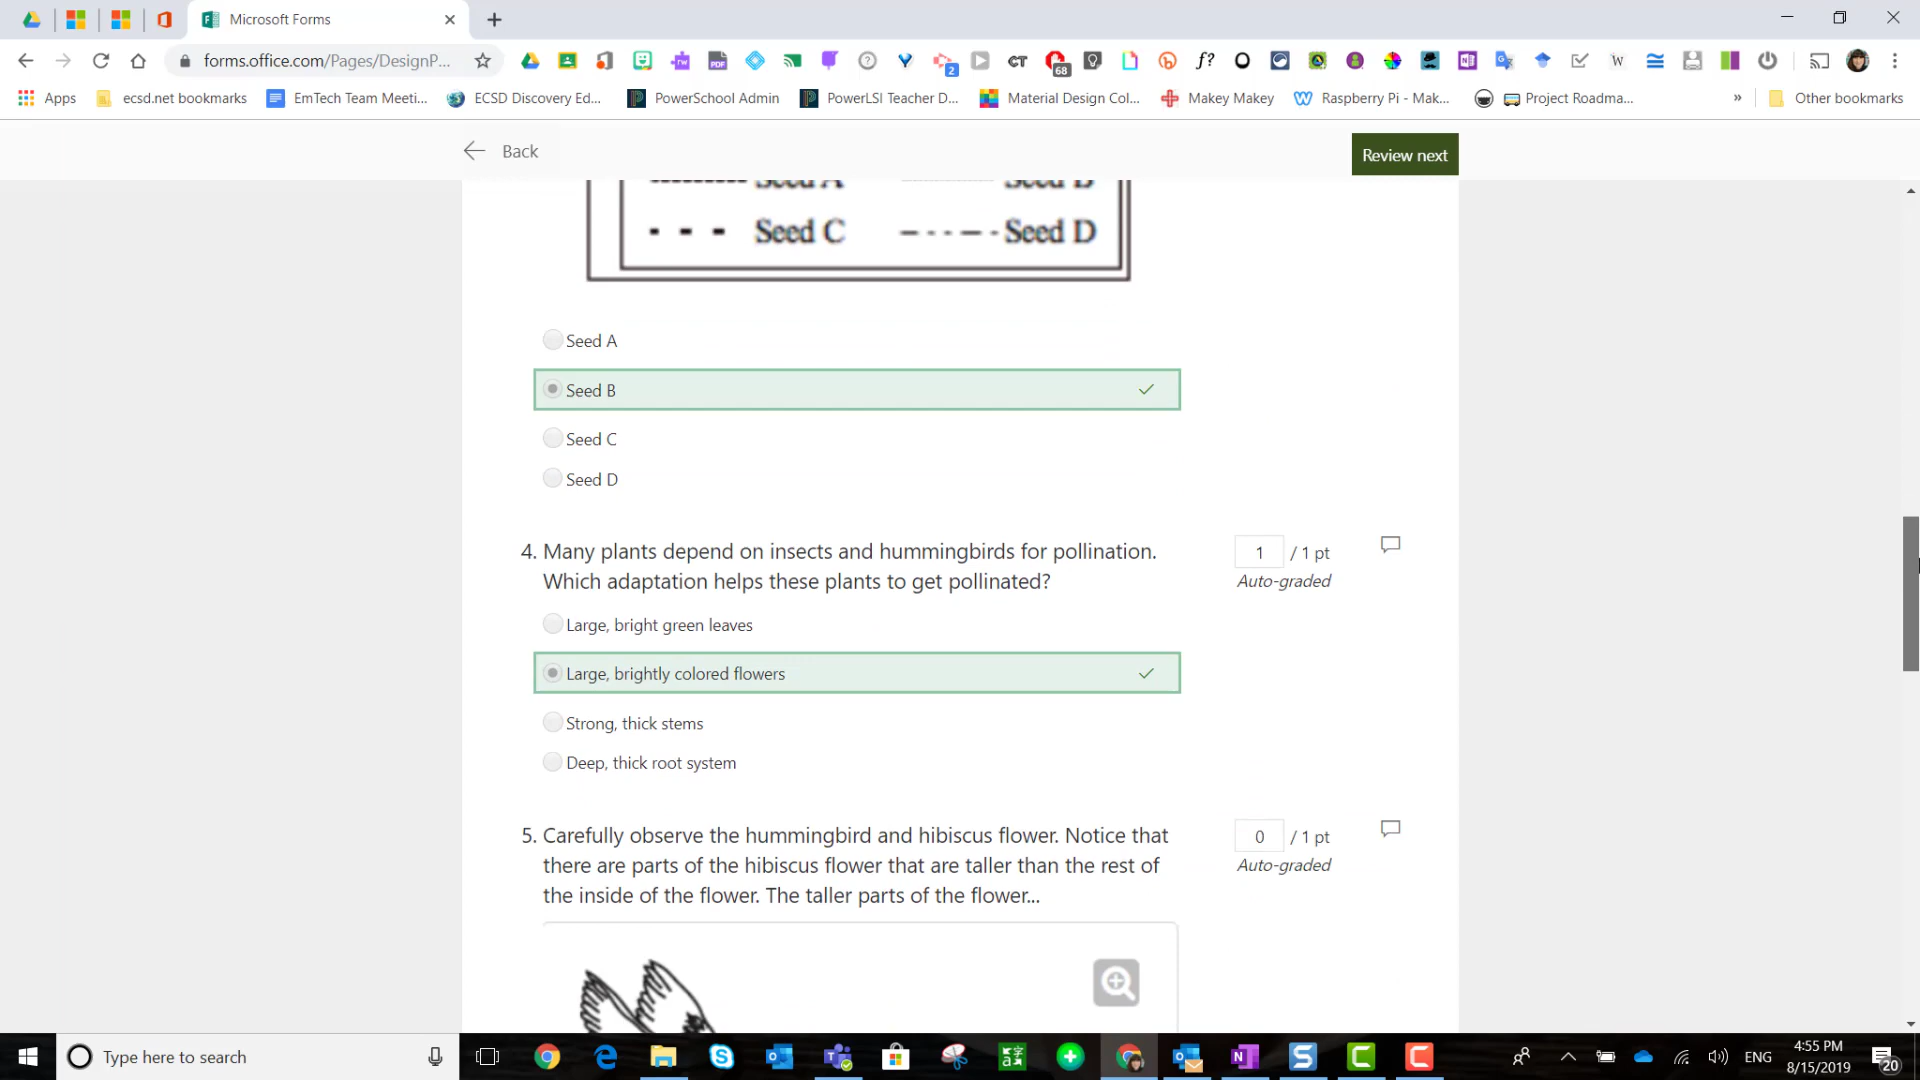 Microsoft Forms
forms.office.com/Pages/DesignP...
PDF
2
CT
68
f?
W
Apps
ecsd.net bookmarks
EmTech Team Meeti...
ECSD Discovery Ed...
PowerSchool Admin
PowerLSI Teacher D...
Material Design Col...
Makey Makey
Raspberry Pi - Mak...
Project Roadma...
»
Other bookmarks
Back
Review next
Seed A
Seed B
Seed C
Seed D
Seed A
Seed B
Seed C
Seed D
4. Many plants depend on insects and hummingbirds for pollination.
Which adaptation helps these plants to get pollinated?
1 / 1 pt
Auto-graded
Large, bright green leaves
Large, brightly colored flowers
Strong, thick stems
Deep, thick root system
5. Carefully observe the hummingbird and hibiscus flower. Notice that
there are parts of the hibiscus flower that are taller than the rest of
the inside of the flower. The taller parts of the flower...
0 / 1 pt
Auto-graded
Type here to search
ENG
4:55 PM
8/15/2019
20